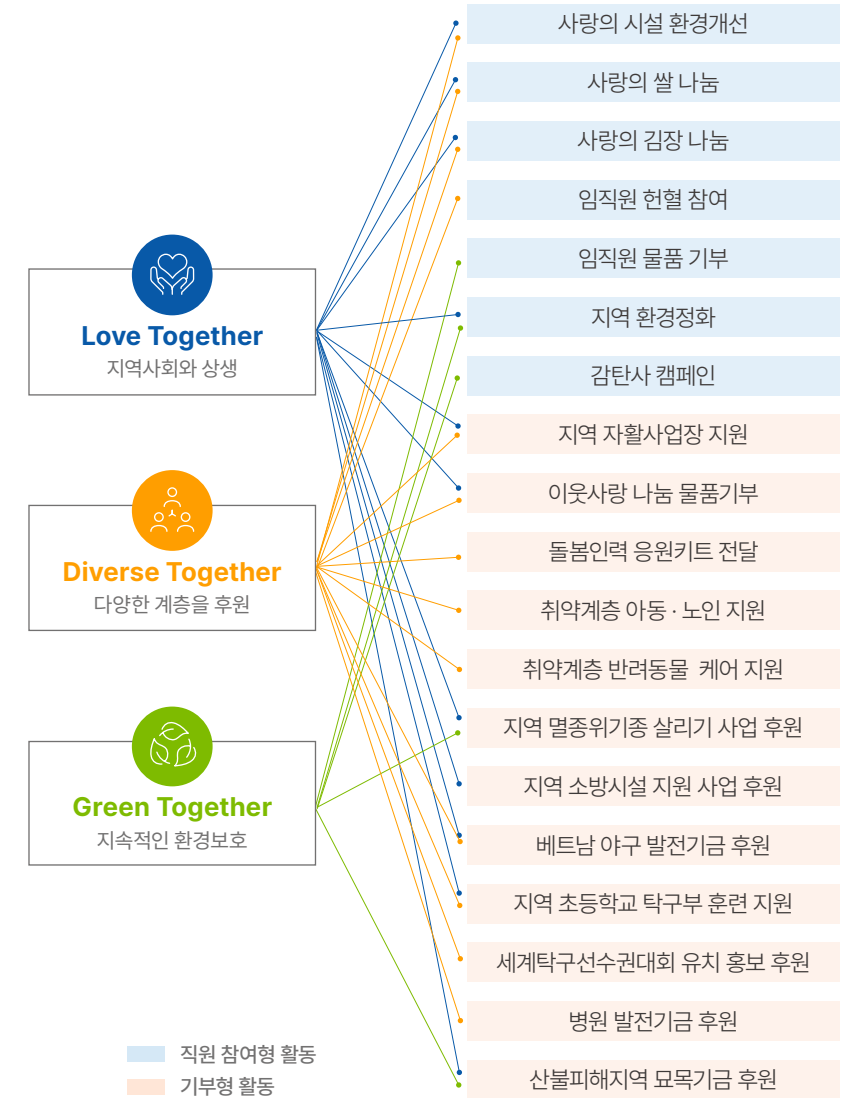 Love Together
지역사회와 상생
Diverse Together
다양한 계층을 후원
Green Together
지속적인 환경보호
사랑의 시설 환경개선
사랑의 쌀 나눔
사랑의 김장 나눔
임직원 헌혈 참여
임직원 물품 기부
지역 환경정화
감탄사 캠페인
지역 자활사업장 지원
이웃사랑 나눔 물품기부
돌봄인력 응원키트 전달
취약계층 아동 · 노인 지원
취약계층 반려동물 케어 지원
지역 멸종위기종 살리기 사업 후원
지역 소방시설 지원 사업 후원
베트남 야구 발전기금 후원
지역 초등학교 탁구부 훈련 지원
세계탁구선수권대회 유치 홍보 후원
병원 발전기금 후원
산불피해지역 묘목기금 후원
직원 참여형 활동
기부형 활동